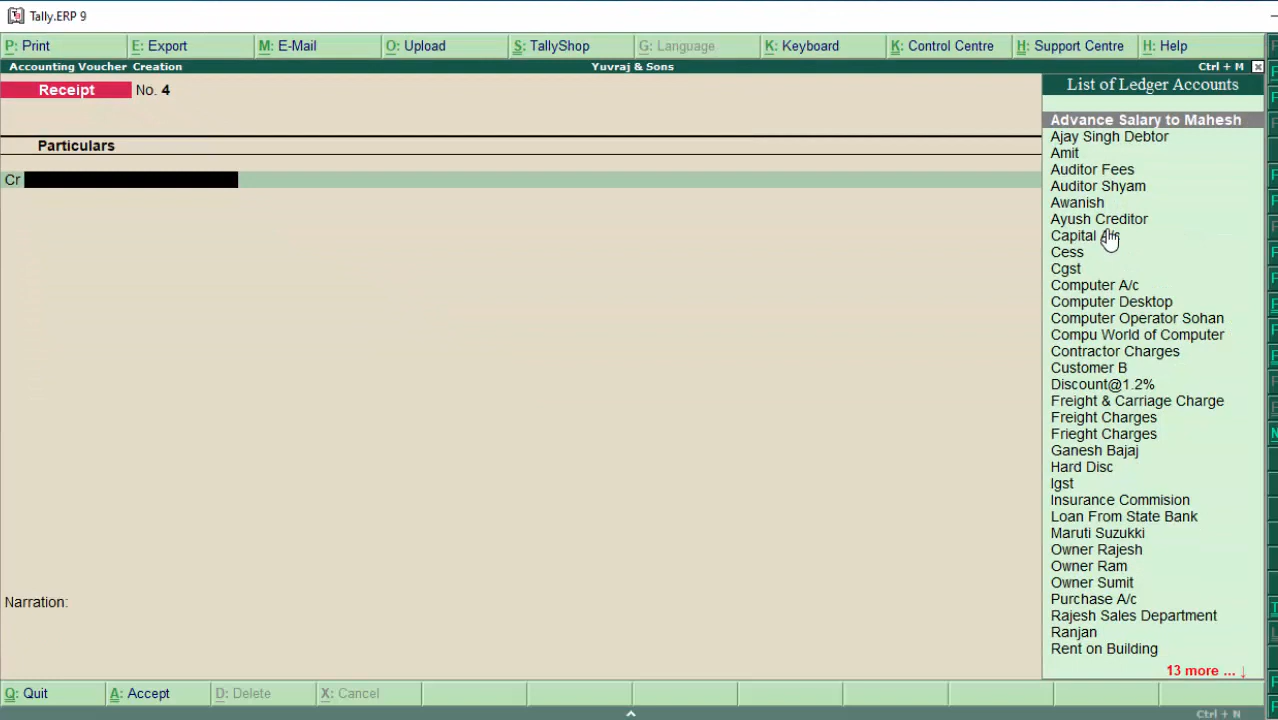 Tally.ERP 9
P: Print E: Export M: E-Mail O: Upload S: TallyShop G: Language K: Keyboard K: Control Centre H: Support Centre H: Help
Accounting Voucher Creation Yuvraj & Sons Ctrl + M
Receipt No. 4
List of Ledger Accounts
Particulars
Cr
Advance Salary to Mahesh
Ajay Singh Debtor
Amit
Auditor Fees
Auditor Shyam
Awanish
Ayush Creditor
Capital
Cess
Cgst
Computer A/c
Computer Desktop
Computer Operator Sohan
Compu World of Computer
Contractor Charges
Customer B
Discount@1.2%
Freight & Carriage Charge
Freight Charges
Frieght Charges
Ganesh Bajaj
Hard Disc
Igst
Insurance Commision
Loan From State Bank
Maruti Suzukki
Owner Rajesh
Owner Ram
Owner Sumit
Purchase A/c
Rajesh Sales Department
Ranjan
Rent on Building
13 more ... ↓
Narration:
Q: Quit A: Accept D: Delete X: Cancel
Ctrl + N